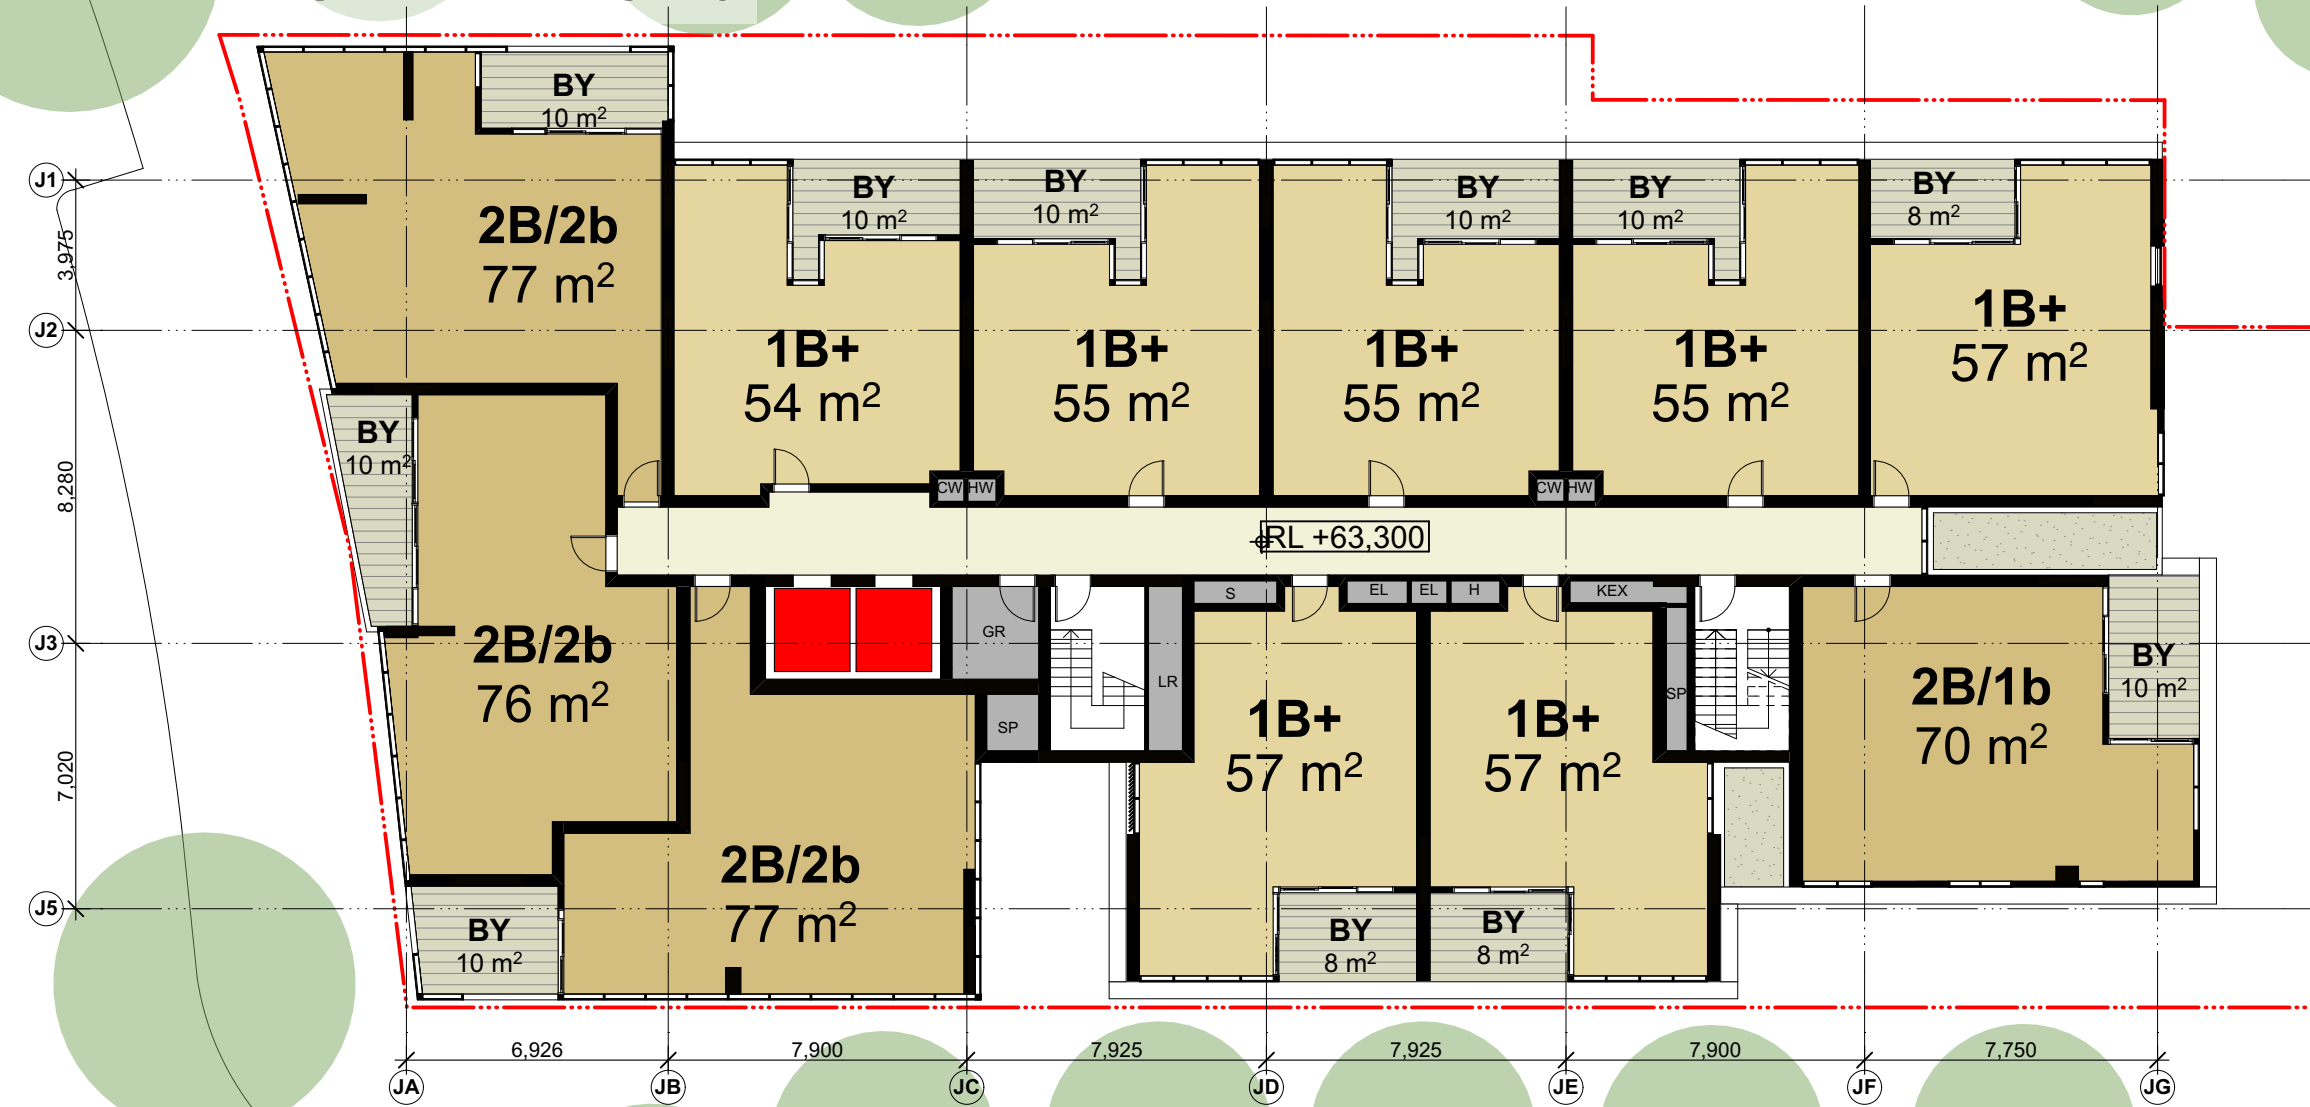 BY
10 m²
J1
BY
10 m²
BY
10 m²
BY
10 m²
BY
10 m²
BY
8 m²
2B/2b
77 m²
3,975
J2
1B+
54 m²
1B+
55 m²
1B+
55 m²
1B+
55 m²
1B+
57 m²
BY
10 m²
8,280
CW
HW
CW
HW
RL +63,300
S
EL
EL
H
KEX
GR
J3
2B/2b
76 m²
LR
SP
SP
1B+
57 m²
1B+
57 m²
2B/1b
70 m²
BY
10 m²
7,020
2B/2b
77 m²
J5
BY
10 m²
BY
8 m²
BY
8 m²
6,926
7,900
7,925
7,925
7,900
7,750
JA
JB
JC
JD
JE
JF
JG